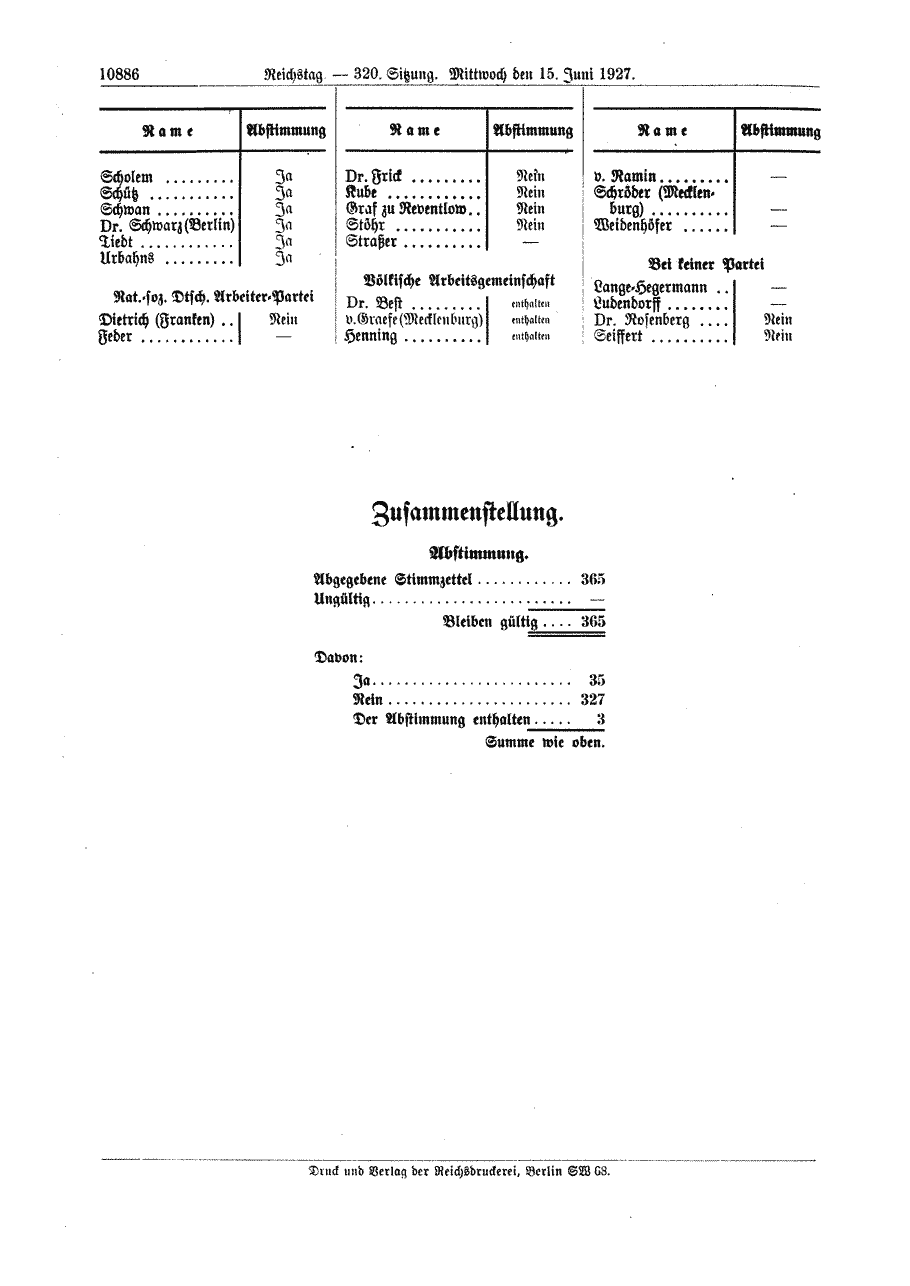 10886 Reichstag. — 320. Sitzung. Mittwoch den 15. Juni 1927.
Name Abstimmung
Scholem ......... Ja
Schütz ........... Ja
Schwan .......... Ja
Dr. Schwarz (Berlin) Ja
Tiedt ............ Ja
Urbahns ......... Ja
Nat.-soz. Dtsch. Arbeiter-Partei
Dietrich (Franken) .. Nein
Feder ............ —
Name Abstimmung
Dr. Frick ......... Nein
Kube ............ Nein
Graf zu Reventlow.. Nein
Stöhr ........... Nein
Straßer .......... —
Völkische Arbeitsgemeinschaft
Dr. Best ......... enthalten
v. Graefe (Mecklenburg) enthalten
Henning .......... enthalten
Name Abstimmung
v. Ramin......... —
Schröder (Mecklen-
burg) .......... —
Weidenhöfer ...... —
Bei keiner Partei
Lange-Hegermann .. —
Ludendorff ........ —
Dr. Rosenberg .... Nein
Seiffert .......... Nein
Zusammenstellung.
Abstimmung.
Abgegebene Stimmzettel ............ 365
Ungültig......................... —
Bleiben gültig .... 365
Davon:
Ja......................... 35
Nein ....................... 327
Der Abstimmung enthalten ..... 3
Summe wie oben.
Druck und Verlag der Reichsdruckerei, Berlin SW 68.